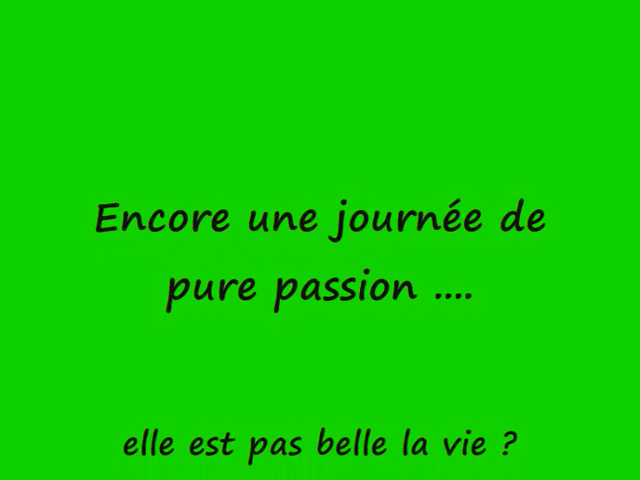 Encore une journée de
pure passion ....
elle est pas belle la vie ?